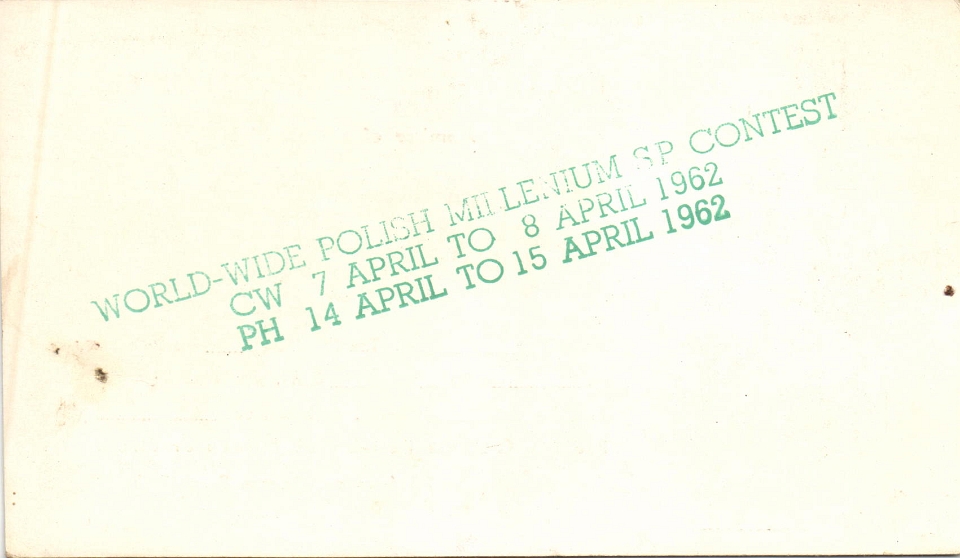 WORLD-WIDE POLISH MILLENIUM SP CONTEST
CW 7 APRIL TO 8 APRIL 1962
PH 14 APRIL TO 15 APRIL 1962